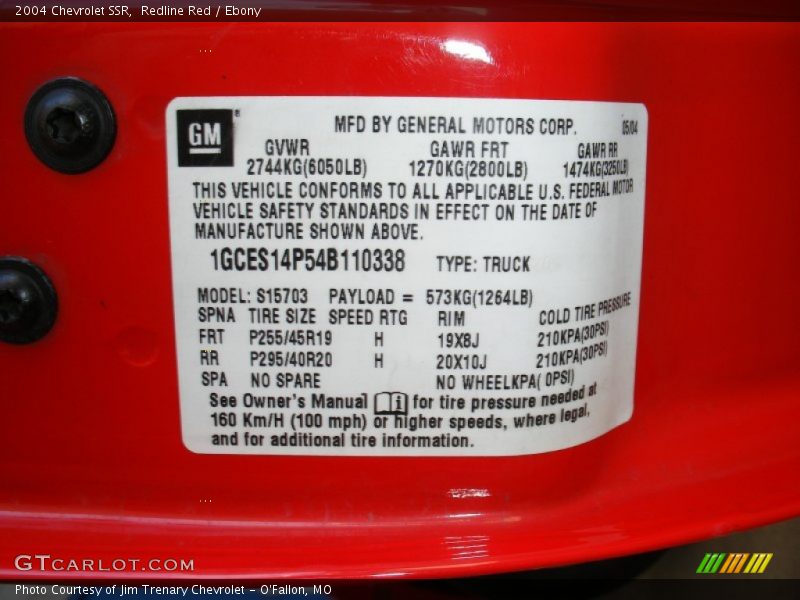 2004 Chevrolet SSR,  Redline Red / Ebony
GM
®
MFD BY GENERAL MOTORS CORP. 05/04
GVWR GAWR FRT GAWR RR
2744KG(6050LB) 1270KG(2800LB) 1474KG(3250LB)
THIS VEHICLE CONFORMS TO ALL APPLICABLE U.S. FEDERAL MOTOR
VEHICLE SAFETY STANDARDS IN EFFECT ON THE DATE OF
MANUFACTURE SHOWN ABOVE.
1GCES14P54B110338 TYPE: TRUCK
MODEL: S15703 PAYLOAD = 573KG(1264LB)
SPNA TIRE SIZE SPEED RTG RIM COLD TIRE PRESSURE
FRT P255/45R19 H 19X8J 210KPA(30PSI)
RR P295/40R20 H 20X10J 210KPA(30PSI)
SPA NO SPARE NO WHEELKPA( 0PSI)
See Owner's Manual for tire pressure needed at
160 Km/H (100 mph) or higher speeds, where legal,
and for additional tire information.
GTCARLOT.COM
Photo Courtesy of Jim Trenary Chevrolet - O'Fallon, MO